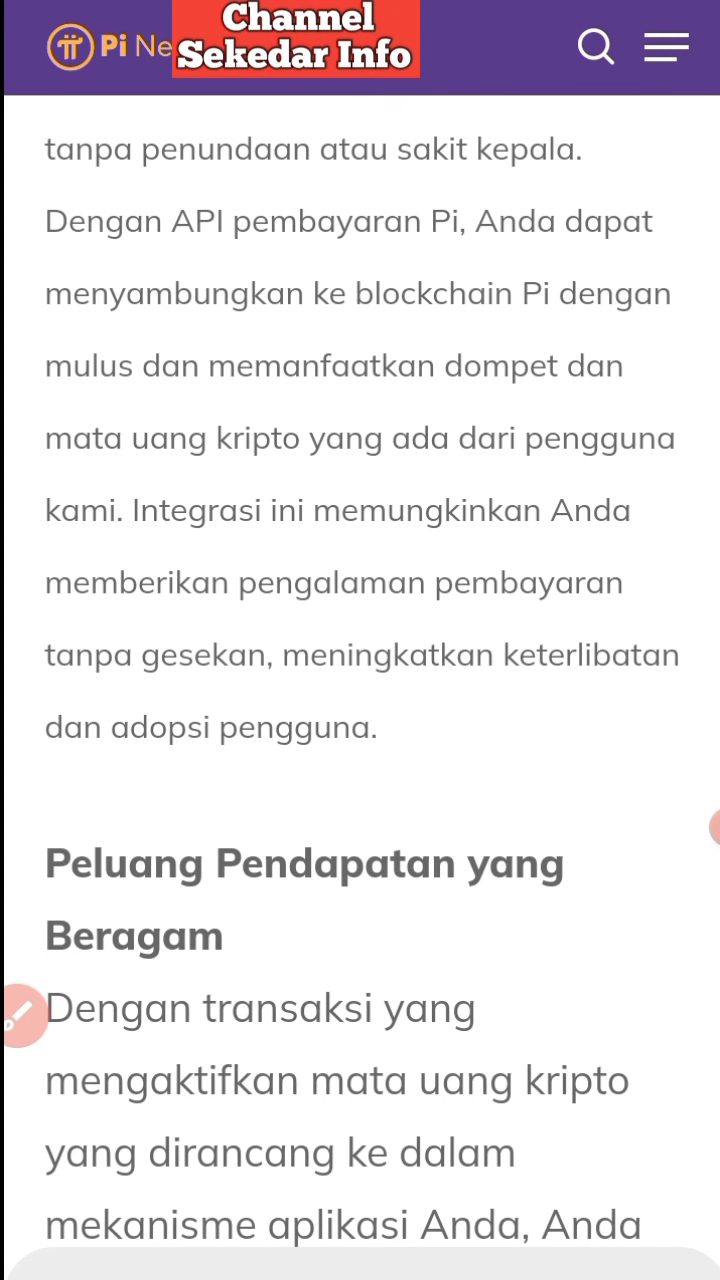 Pi Ne
Channel
Sekedar Info
tanpa penundaan atau sakit kepala.
Dengan API pembayaran Pi, Anda dapat
menyambungkan ke blockchain Pi dengan
mulus dan memanfaatkan dompet dan
mata uang kripto yang ada dari pengguna
kami. Integrasi ini memungkinkan Anda
memberikan pengalaman pembayaran
tanpa gesekan, meningkatkan keterlibatan
dan adopsi pengguna.
Peluang Pendapatan yang
Beragam
Dengan transaksi yang
mengaktifkan mata uang kripto
yang dirancang ke dalam
mekanisme aplikasi Anda, Anda